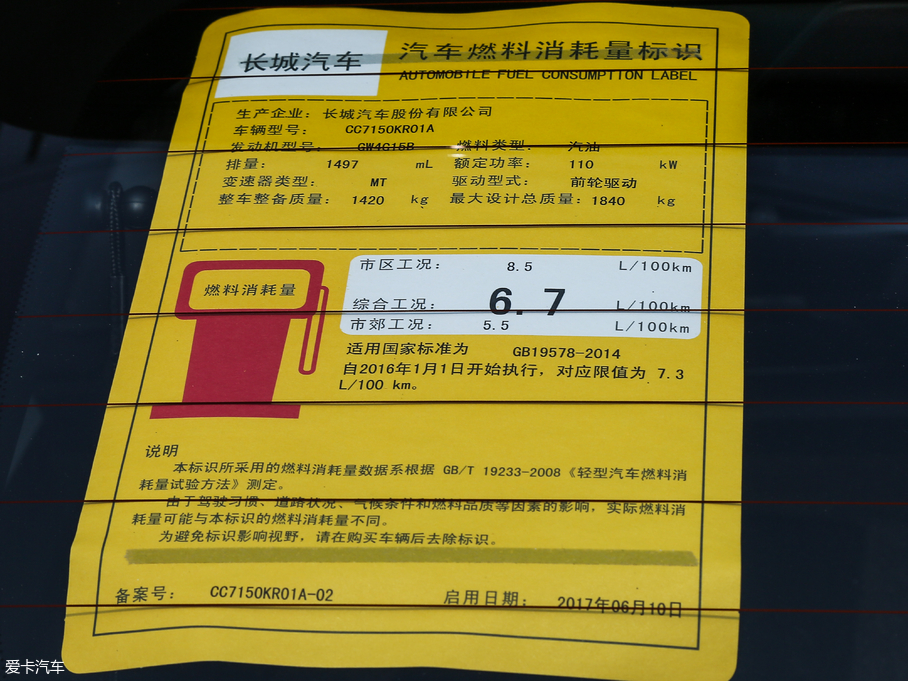 长城汽车
汽车燃料消耗量标识
AUTOMOBILE FUEL CONSUMPTION LABEL
生产企业：长城汽车股份有限公司
车辆型号： CC7150KR01A
发动机型号： GW4G15B 燃料类型： 汽油
排量： 1497 mL 额定功率： 110 kW
变速器类型： MT 驱动型式： 前轮驱动
整车整备质量： 1420 kg 最大设计总质量：1840 kg
燃料消耗量
市区工况： 8.5 L/100km
综合工况： 6.7 L/100km
市郊工况： 5.5 L/100km
适用国家标准为 GB19578-2014
自2016年1月1日开始执行，对应限值为 7.3
L/100 km。
说明
本标识所采用的燃料消耗量数据系根据 GB/T 19233-2008《轻型汽车燃料消
耗量试验方法》测定。
由于驾驶习惯、道路状况、气候条件和燃料品质等因素的影响，实际燃料消
耗量可能与本标识的燃料消耗量不同。
为避免标识影响视野，请在购买车辆后去除标识。
备案号： CC7150KR01A-02 启用日期： 2017年06月10日
爱卡汽车